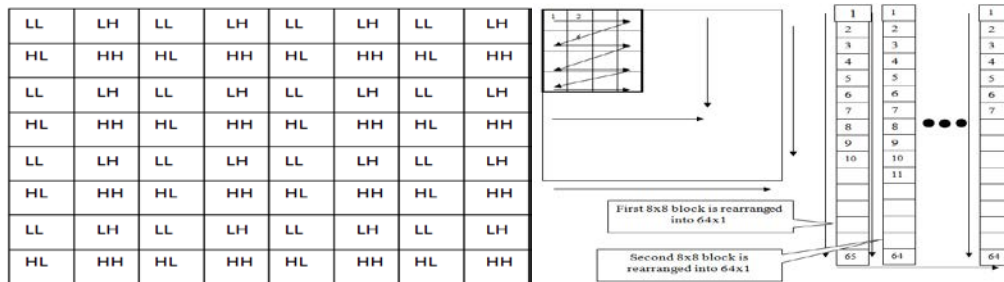 LL LH LL LH LL LH LL LH
HL HH HL HH HL HH HL HH
LL LH LL LH LL LH LL LH
HL HH HL HH HL HH HL HH
LL LH LL LH LL LH LL LH
HL HH HL HH HL HH HL HH
LL LH LL LH LL LH LL LH
HL HH HL HH HL HH HL HH
1 2
1 1 1
2 2 2
3 3 3
4 4 4
5 5 5
6 6 6
7 7 7
8 8
9 9
10 10
11
65 64 64
First 8x8 block is rearranged
into 64x1
Second 8x8 block is
rearranged into 64x1